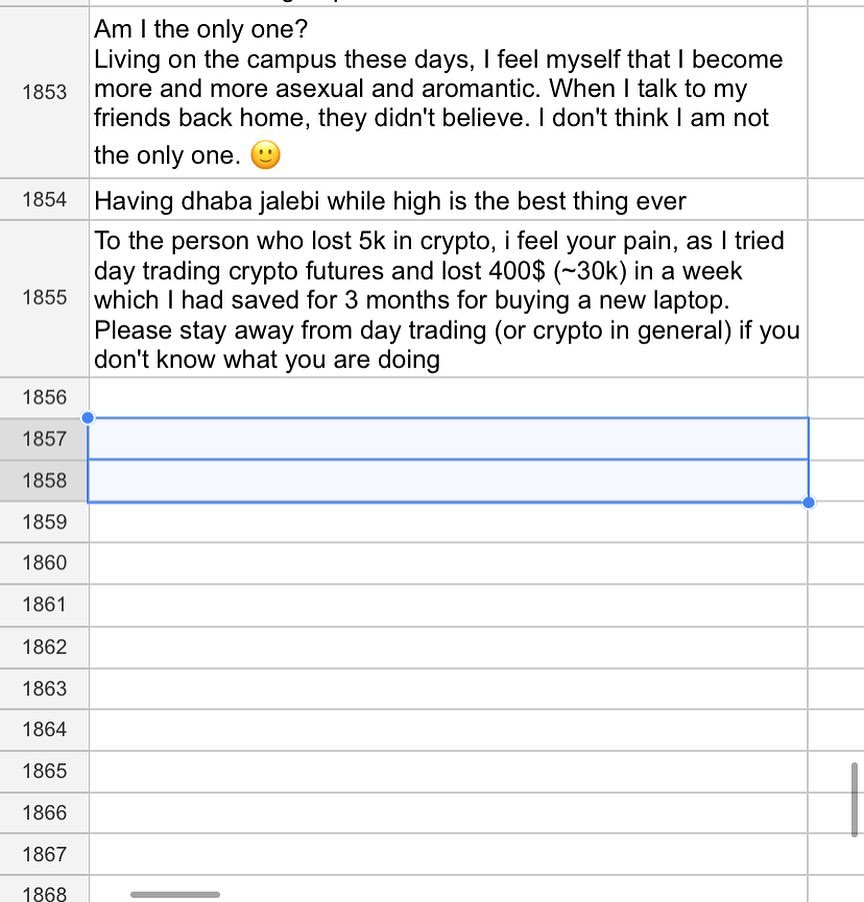 Am I the only one?
Living on the campus these days, I feel myself that I become
1853
more and more asexual and aromantic. When I talk to my
friends back home, they didn't believe. I don't think I am not
the only one. 🙂
1854
Having dhaba jalebi while high is the best thing ever
To the person who lost 5k in crypto, i feel your pain, as I tried
day trading crypto futures and lost 400$ (~30k) in a week
1855
which I had saved for 3 months for buying a new laptop.
Please stay away from day trading (or crypto in general) if you
don't know what you are doing
1856
1857
1858
1859
1860
1861
1862
1863
1864
1865
1866
1867
1868